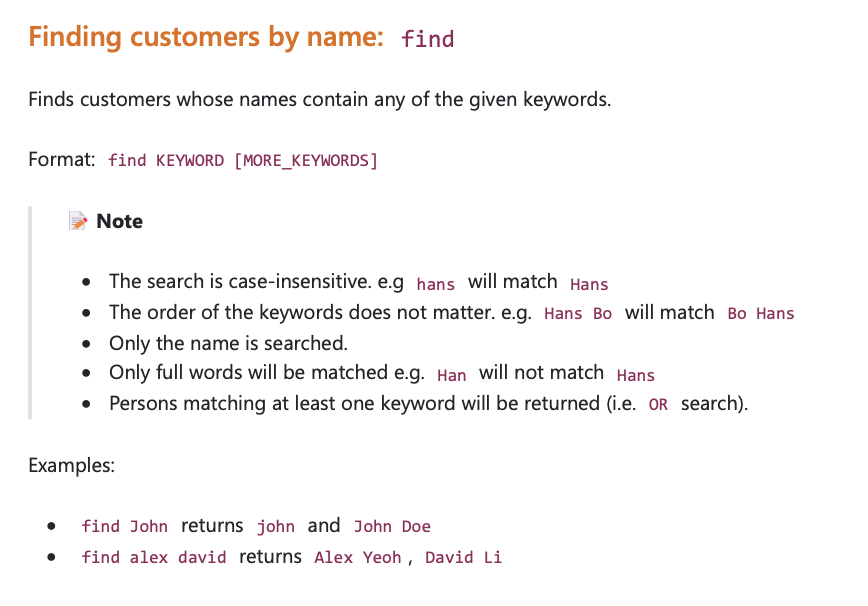 Finding customers by name: find
Finds customers whose names contain any of the given keywords.
Format: find KEYWORD [MORE_KEYWORDS]
Note
• The search is case-insensitive. e.g hans will match Hans
• The order of the keywords does not matter. e.g. Hans Bo will match Bo Hans
• Only the name is searched.
• Only full words will be matched e.g. Han will not match Hans
• Persons matching at least one keyword will be returned (i.e. OR search).
Examples:
• find John returns john and John Doe
• find alex david returns Alex Yeoh, David Li